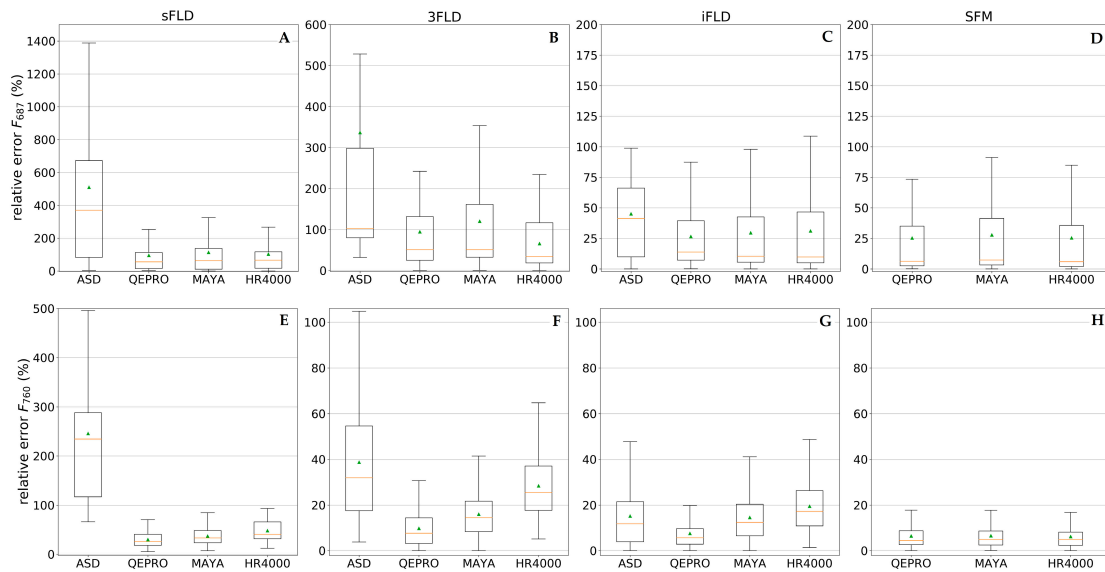 sFLD 3FLD iFLD SFM
A B C D
relative error F687 (%)
1400 1200 1000 800 600 400 200 0
600 500 400 300 200 100 0
200 175 150 125 100 75 50 25 0
200 175 150 125 100 75 50 25 0
ASD QEPRO MAYA HR4000
ASD QEPRO MAYA HR4000
ASD QEPRO MAYA HR4000
QEPRO MAYA HR4000
E F G H
relative error F760 (%)
500 400 300 200 100 0
100 80 60 40 20 0
100 80 60 40 20 0
100 80 60 40 20 0
ASD QEPRO MAYA HR4000
ASD QEPRO MAYA HR4000
ASD QEPRO MAYA HR4000
QEPRO MAYA HR4000